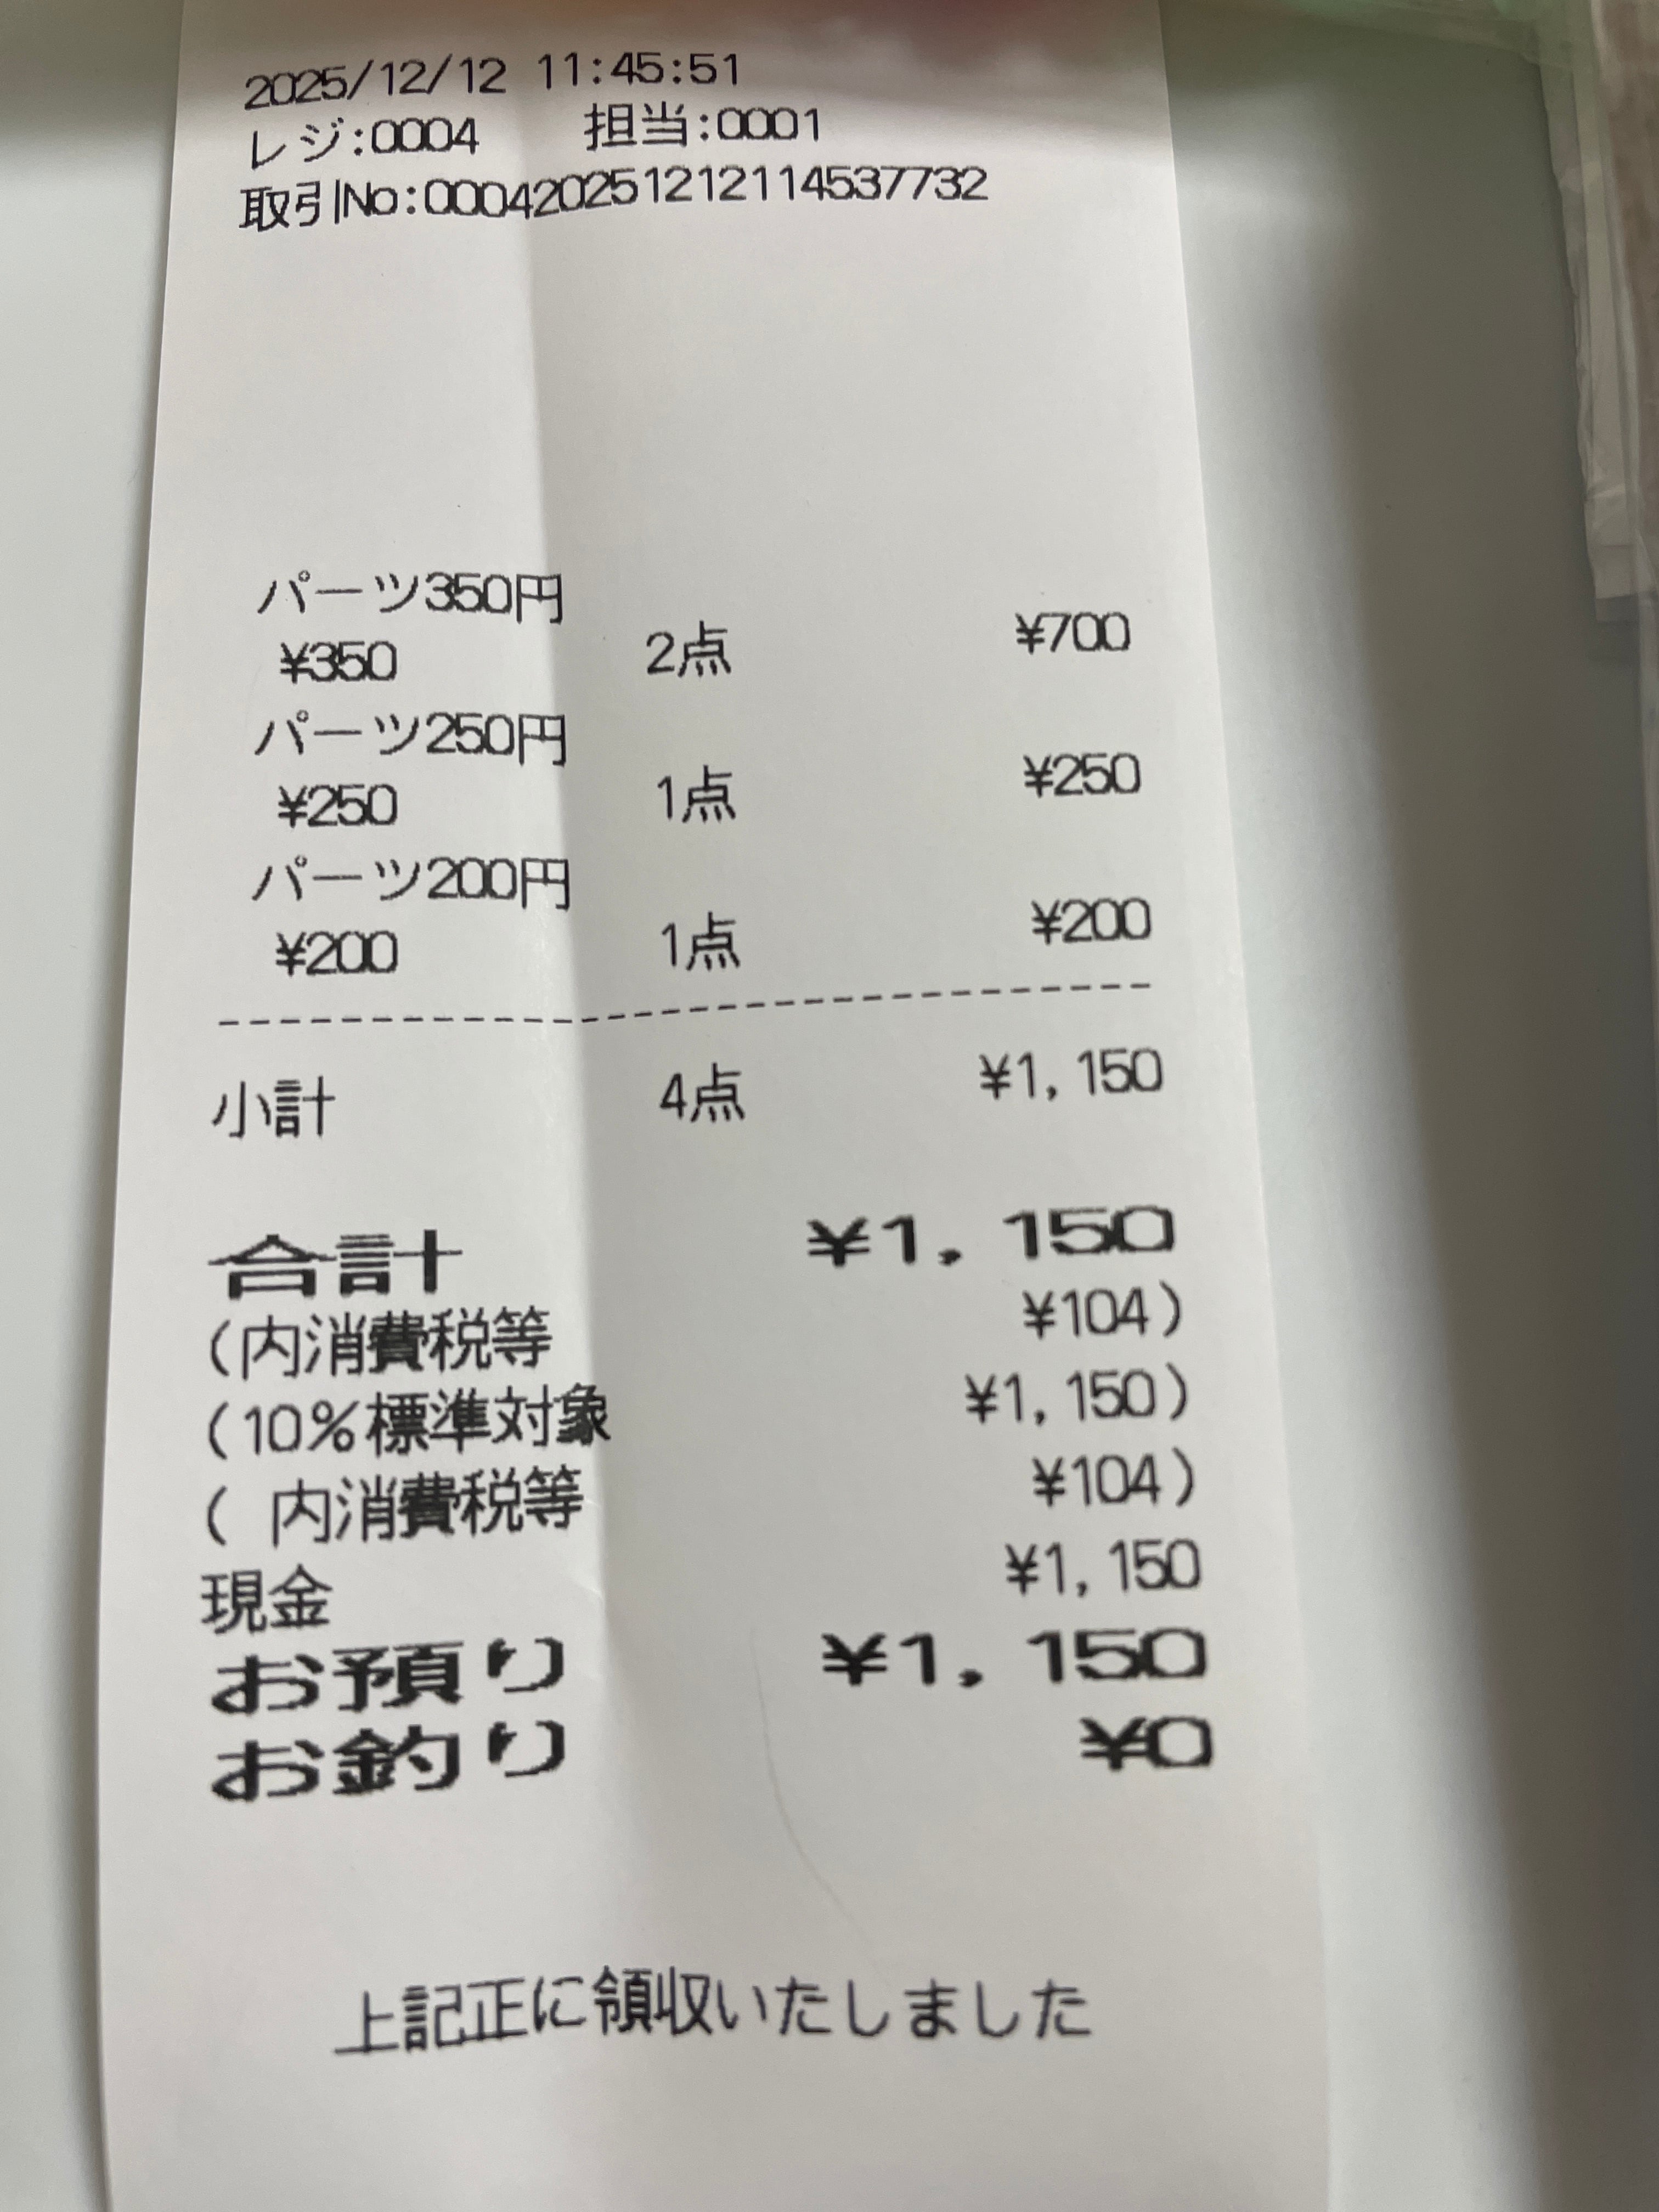 2025/12/12 11:45:51
レジ:0004 担当:0001
取引No:00042025121211453​7732
パーツ350円
¥350 2点 ¥700
パーツ250円
¥250 1点 ¥250
パーツ200円
¥200 1点 ¥200
小計 4点 ¥1,150
合計 ¥1,150
(内消費税等 ¥104)
(10%標準対象 ¥1,150)
( 内消費税等 ¥104)
現金 ¥1,150
お預り ¥1,150
お釣り ¥0
上記正に領収いたしました